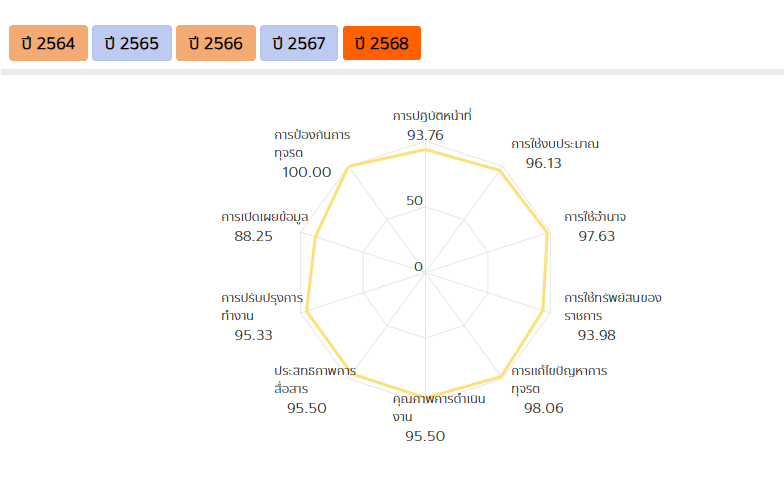 ปี 2564 ปี 2565 ปี 2566 ปี 2567 ปี 2568
การปฏิบัติหน้าที่
93.76
การใช้งบประมาณ
96.13
การใช้อำนาจ
97.63
การใช้ทรัพย์สินของ
ราชการ
93.98
การแก้ไขปัญหาการ
ทุจริต
98.06
คุณภาพการดำเนิน
งาน
95.50
ประสิทธิภาพการ
สื่อสาร
95.50
การปรับปรุงการ
ทำงาน
95.33
การเปิดเผยข้อมูล
88.25
การป้องกันการ
ทุจริต
100.00
50
0